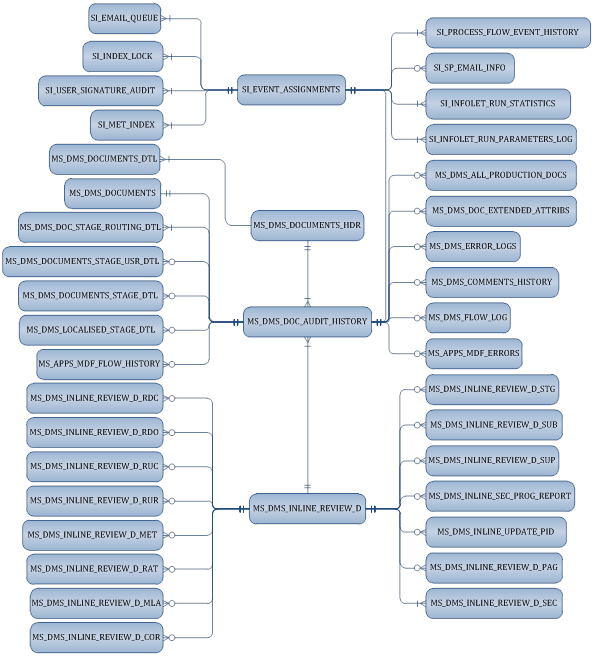 SI_EMAIL_QUEUE
SI_INDEX_LOCK
SI_USER_SIGNATURE_AUDIT
SI_MET_INDEX
MS_DMS_DOCUMENTS_DTL
MS_DMS_DOCUMENTS
MS_DMS_DOC_STAGE_ROUTING_DTL
MS_DMS_DOCUMENTS_STAGE_USR_DTL
MS_DMS_DOCUMENTS_STAGE_DTL
MS_DMS_LOCALISED_STAGE_DTL
MS_APPS_MDF_FLOW_HISTORY
MS_DMS_INLINE_REVIEW_D_RDC
MS_DMS_INLINE_REVIEW_D_RDO
MS_DMS_INLINE_REVIEW_D_RUC
MS_DMS_INLINE_REVIEW_D_RUR
MS_DMS_INLINE_REVIEW_D_MET
MS_DMS_INLINE_REVIEW_D_RAT
MS_DMS_INLINE_REVIEW_D_MLA
MS_DMS_INLINE_REVIEW_D_COR
SI_EVENT_ASSIGNMENTS
MS_DMS_DOCUMENTS_HDR
MS_DMS_DOC_AUDIT_HISTORY
MS_DMS_INLINE_REVIEW_D
SI_PROCESS_FLOW_EVENT_HISTORY
SI_SP_EMAIL_INFO
SI_INFOLET_RUN_STATISTICS
SI_INFOLET_RUN_PARAMETERS_LOG
MS_DMS_ALL_PRODUCTION_DOCS
MS_DMS_DOC_EXTENDED_ATTRIBS
MS_DMS_ERROR_LOGS
MS_DMS_COMMENTS_HISTORY
MS_DMS_FLOW_LOG
MS_APPS_MDF_ERRORS
MS_DMS_INLINE_REVIEW_D_STG
MS_DMS_INLINE_REVIEW_D_SUB
MS_DMS_INLINE_REVIEW_D_SUP
MS_DMS_INLINE_SEC_PROG_REPORT
MS_DMS_INLINE_UPDATE_PID
MS_DMS_INLINE_REVIEW_D_PAG
MS_DMS_INLINE_REVIEW_D_SEC